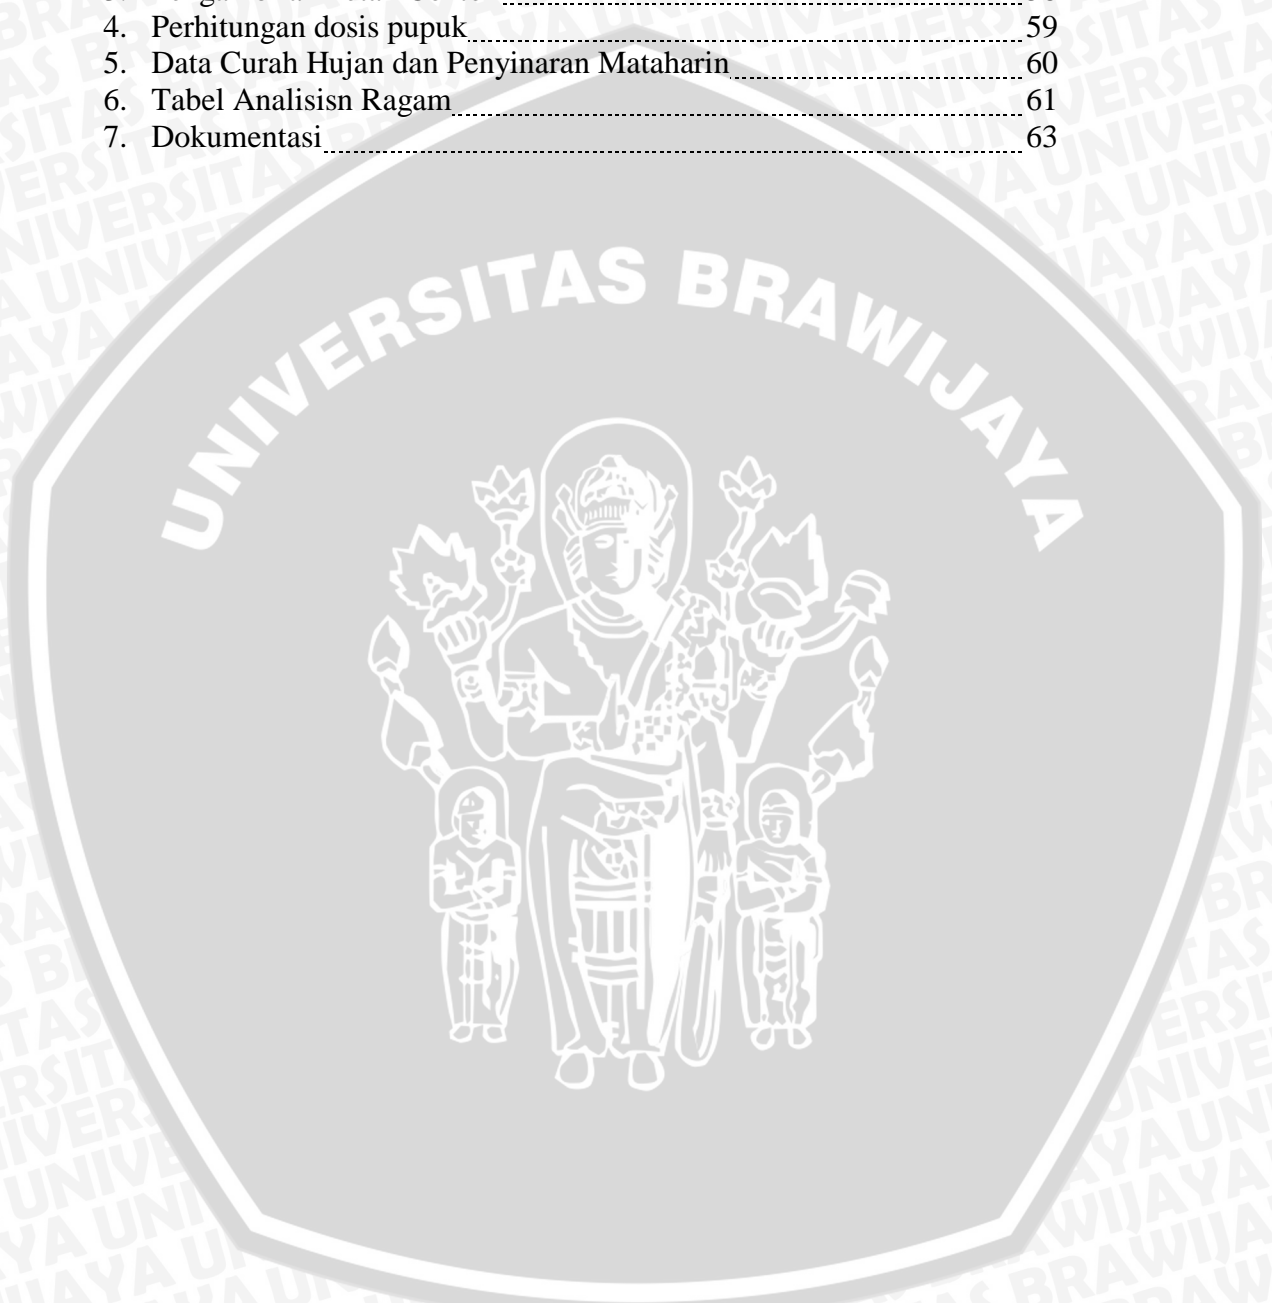 4. Perhitungan dosis pupuk 59
5. Data Curah Hujan dan Penyinaran Mataharin 60
6. Tabel Analisisn Ragam 61
7. Dokumentasi 63
UNIVERSITAS BRAWIJAYA